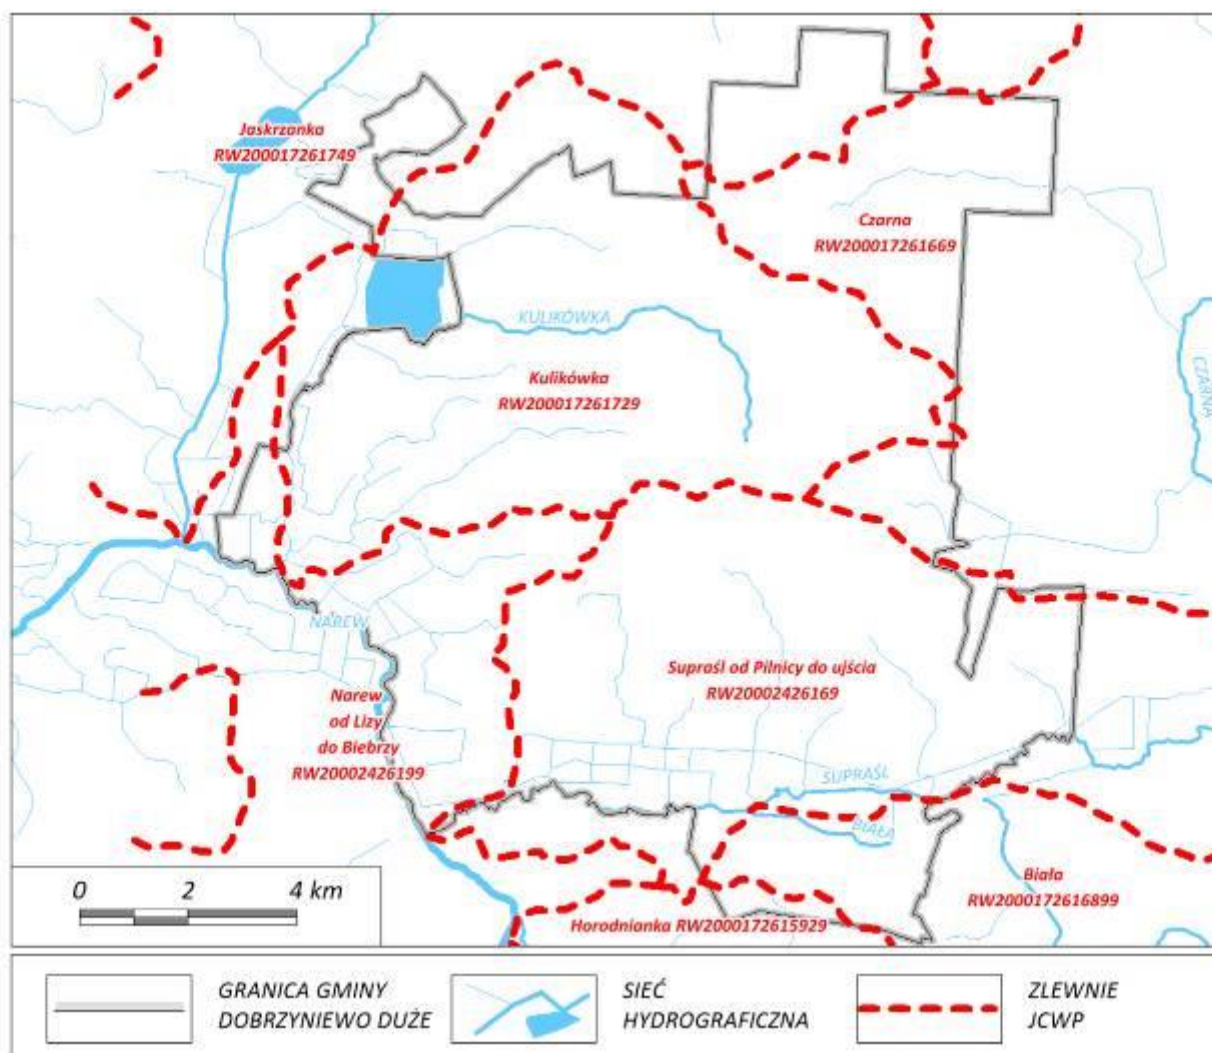 Jaskrzanka
RW200017261749
Czarna
RW200017261669
KULIKÓWKA
CZARNA
Kulikówka
RW200017261729
NAREW
Supraśl od Pilnicy do ujścia
RW20002426169
Narew
od Lizy
do Biebrzy
RW20002426199
SUPRAŚL
BIAŁA
Biała
RW2000172616899
Horodnianka RW2000172615929
0 2 4 km
GRANICA GMINY
DOBRZYNIEWO DUŻE
SIEĆ
HYDROGRAFICZNA
ZLEWNIE
JCWP